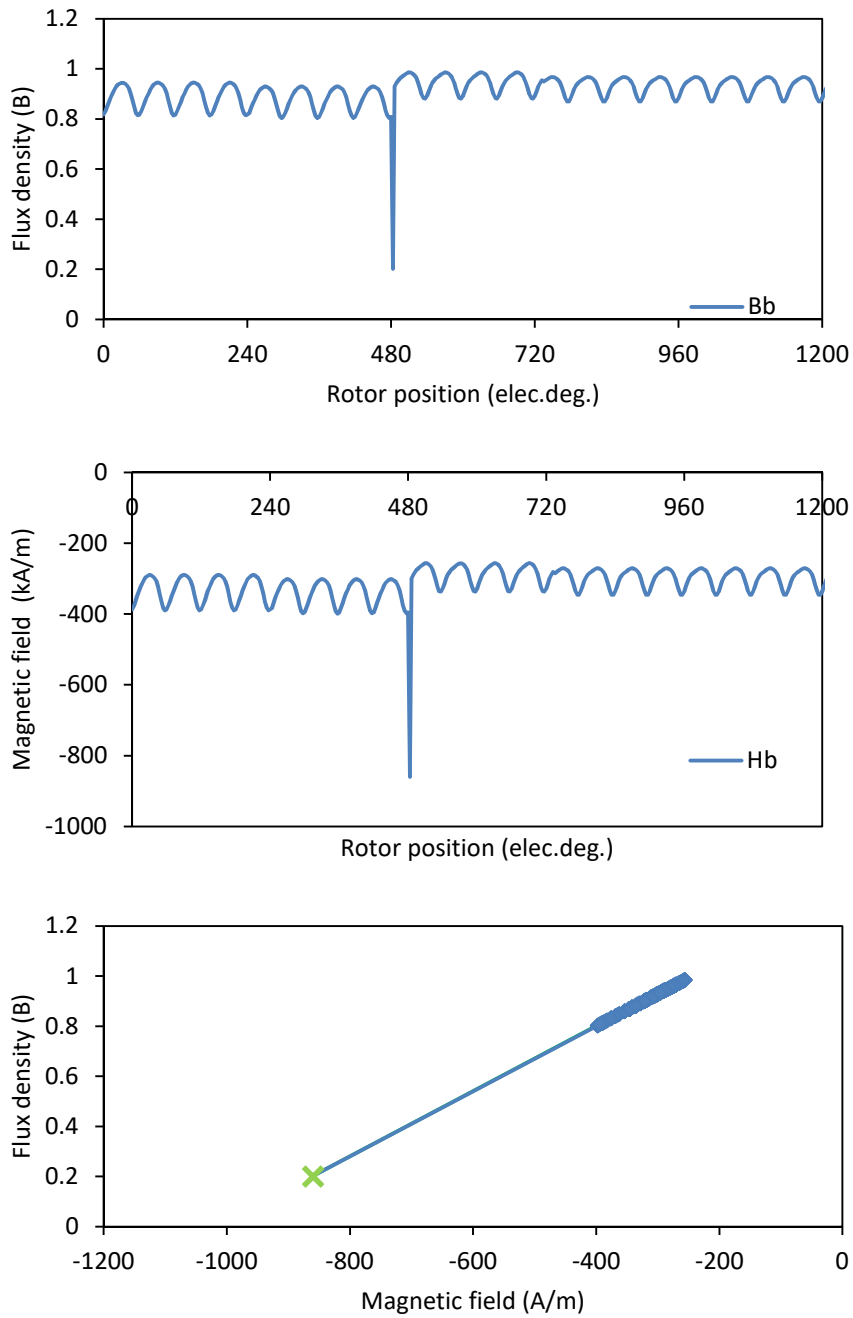 1.2
1
0.8
0.6
0.4
0.2
0
Flux density (B)
Bb
0 240 480 720 960 1200
Rotor position (elec.deg.)
0
0 240 480 720 960 1200
-200
-400
-600
-800
-1000
Magnetic field (kA/m)
Hb
Rotor position (elec.deg.)
1.2
1
0.8
0.6
0.4
0.2
0
Flux density (B)
-1200 -1000 -800 -600 -400 -200 0
Magnetic field (A/m)